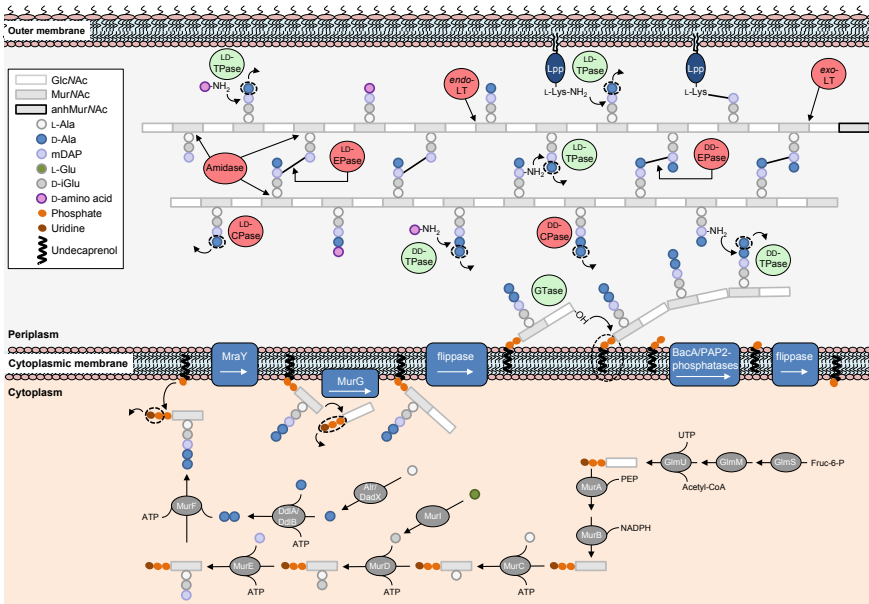 Outer membrane
LD-
TPase
-NH2
endo-
LT
Lpp
L-Lys-NH2
LD-
TPase
Lpp
L-Lys
exo-
LT
GlcNAc
MurNAc
anhMurNAc
L-Ala
D-Ala
mDAP
L-Glu
D-iGlu
D-amino acid
Phosphate
Uridine
Undecaprenol
Amidase
LD-
EPase
-NH2
LD-
TPase
DD-
EPase
LD-
CPase
-NH2
DD-
TPase
DD-
CPase
-NH2
DD-
TPase
GTase
-OH
Periplasm
Cytoplasmic membrane
Cytoplasm
MraY
MurG
flippase
BacA/PAP2-
phosphatases
flippase
UTP
GlmU
GlmM
GlmS
Fruc-6-P
Acetyl-CoA
MurA
PEP
MurB
NADPH
Alr/
DadX
MurI
DdlA/
DdlB
ATP
MurF
ATP
MurE
ATP
MurD
ATP
MurC
ATP